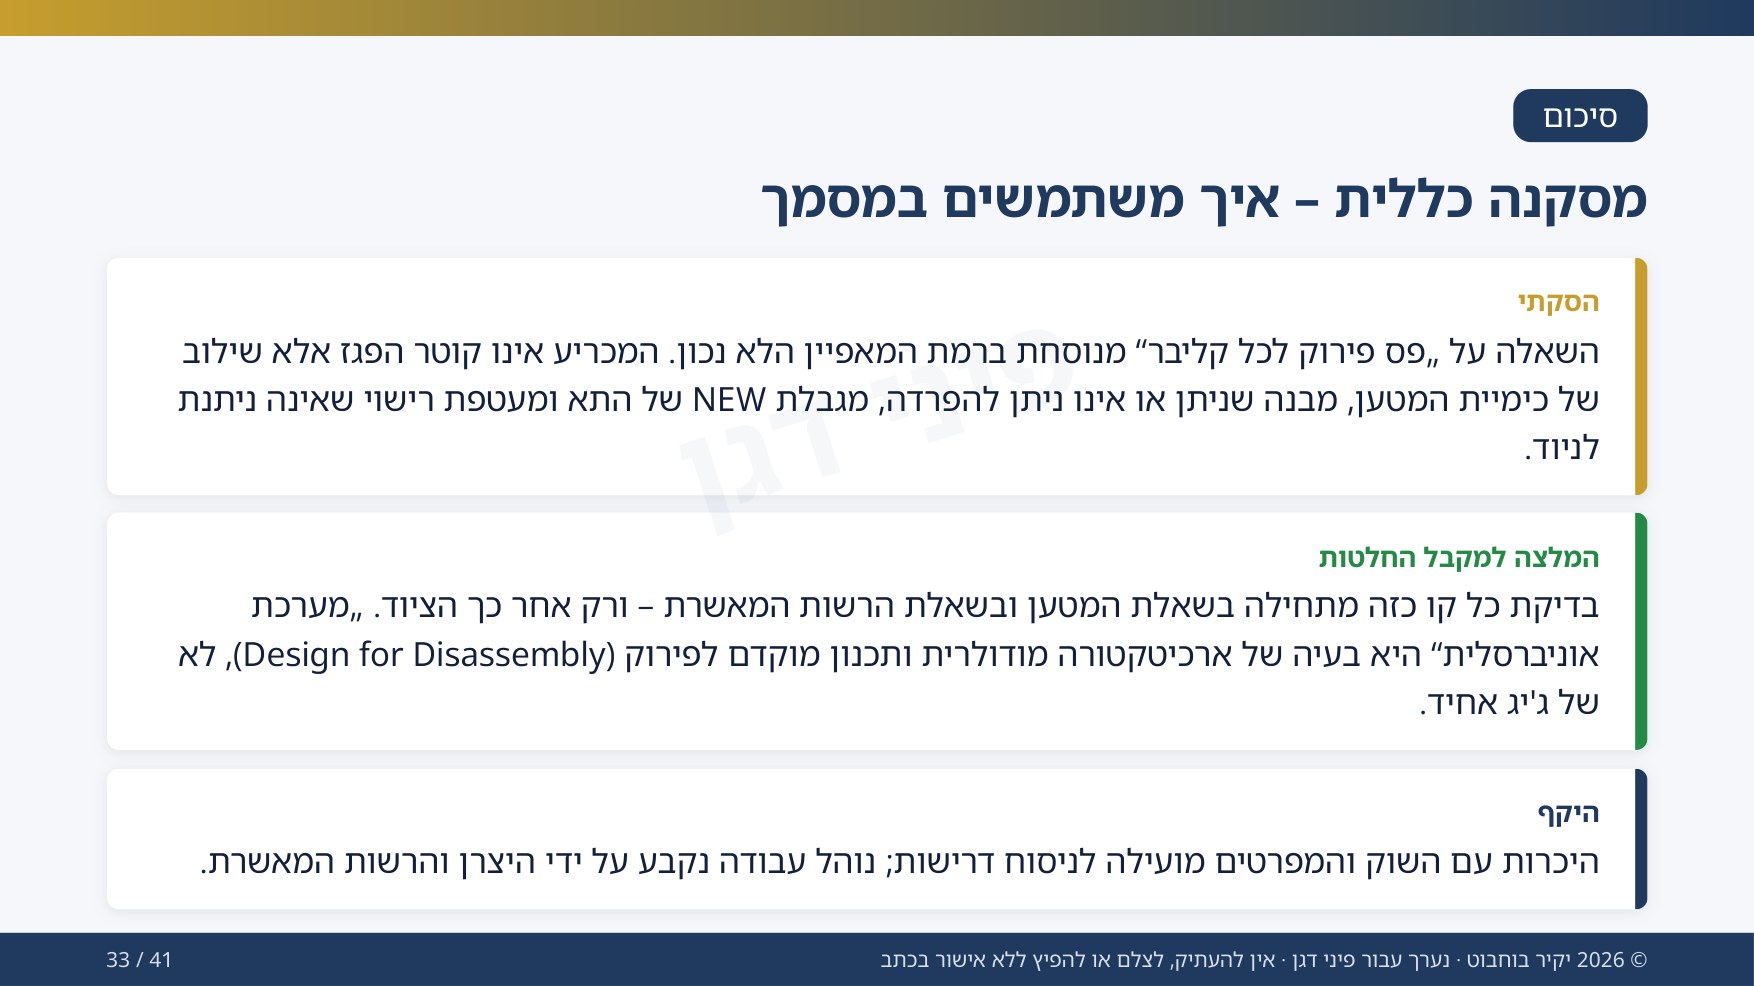 סיכום
מסקנה כללית – איך משתמשים במסמך
הסקתי
השאלה על „פס פירוק לכל קליבר“ מנוסחת ברמת המאפיין הלא נכון. המכריע אינו קוטר הפגז אלא שילוב
של כימיית המטען, מבנה שניתן או אינו ניתן להפרדה, מגבלת NEW של התא ומעטפת רישוי שאינה ניתנת
לניוד.
פיני דגן
המלצה למקבל החלטות
בדיקת כל קו כזה מתחילה בשאלת המטען ובשאלת הרשות המאשרת – ורק אחר כך הציוד. „מערכת
אוניברסלית“ היא בעיה של ארכיטקטורה מודולרית ותכנון מוקדם לפירוק (Design for Disassembly), לא
של ג'יג אחיד.
היקף
היכרות עם השוק והמפרטים מועילה לניסוח דרישות; נוהל עבודה נקבע על ידי היצרן והרשות המאשרת.
© 2026 יקיר בוחבוט · נערך עבור פיני דגן · אין להעתיק, לצלם או להפיץ ללא אישור בכתב
33 / 41